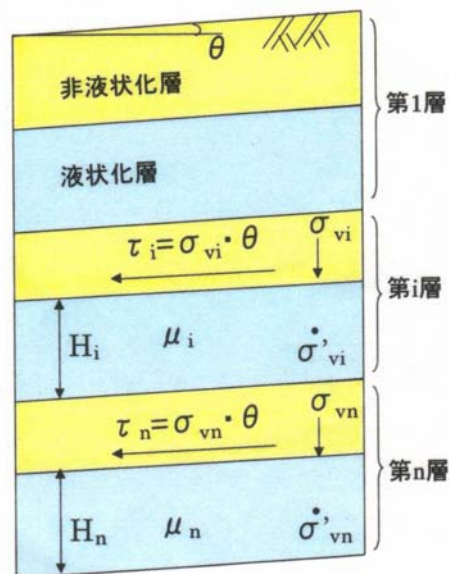 θ
非液状化層
第1層
液状化層
σvi
τi=σvi・θ
第i層
Hi
μi
σ̇'vi
σvn
τn=σvn・θ
第n層
Hn
μn
σ̇'vn